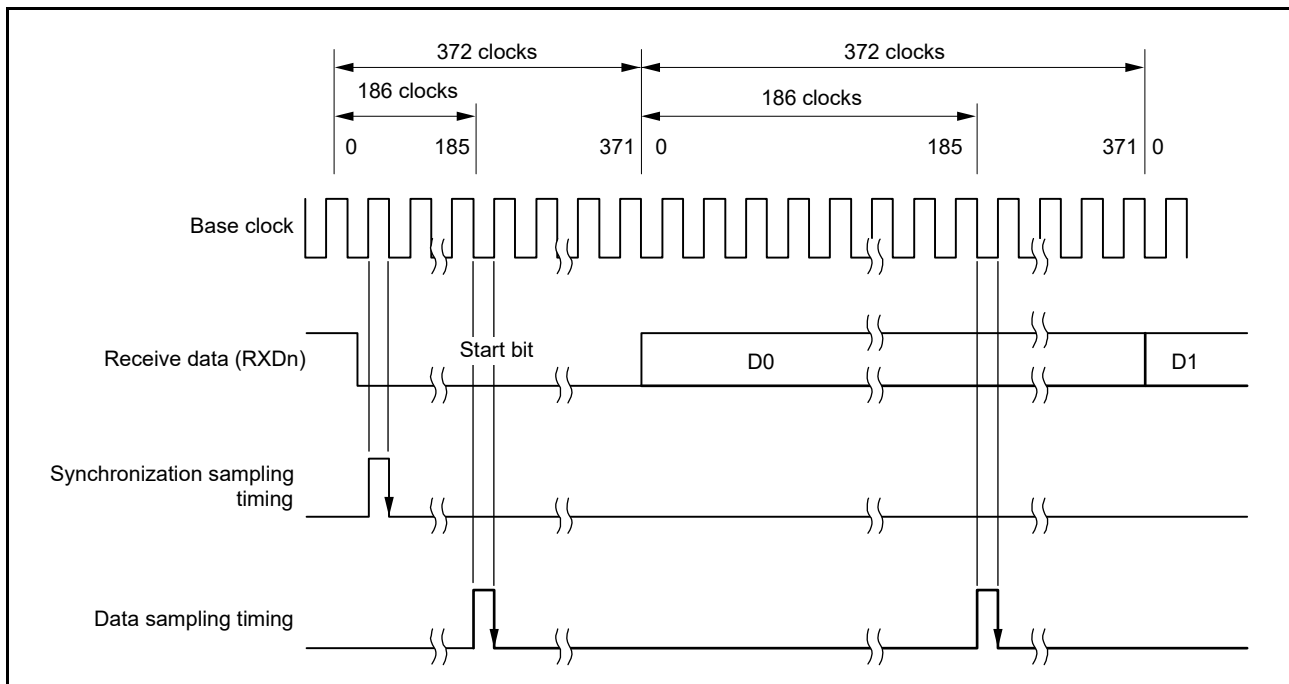 372 clocks 372 clocks
186 clocks 186 clocks
0 185 371 0 185 371 0
Base clock
Receive data (RXDn) Start bit D0 D1
Synchronization sampling
timing
Data sampling timing